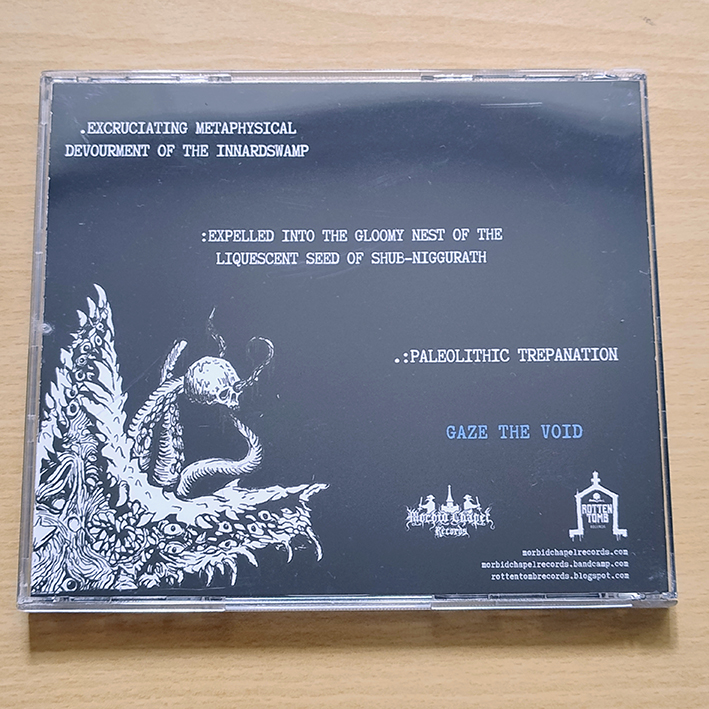 .EXCRUCIATING METAPHYSICAL
DEVOURMENT OF THE INNARDSWAMP
:EXPELLED INTO THE GLOOMY NEST OF THE
LIQUESCENT SEED OF SHUB-NIGGURATH
.:PALEOLITHIC TREPANATION
GAZE THE VOID
Morbid Chapel
Records
ROTTEN
TOMB
RECORDS
morbidchapelrecords.com
morbidchapelrecords.bandcamp.com
rottentombrecords.blogspot.com